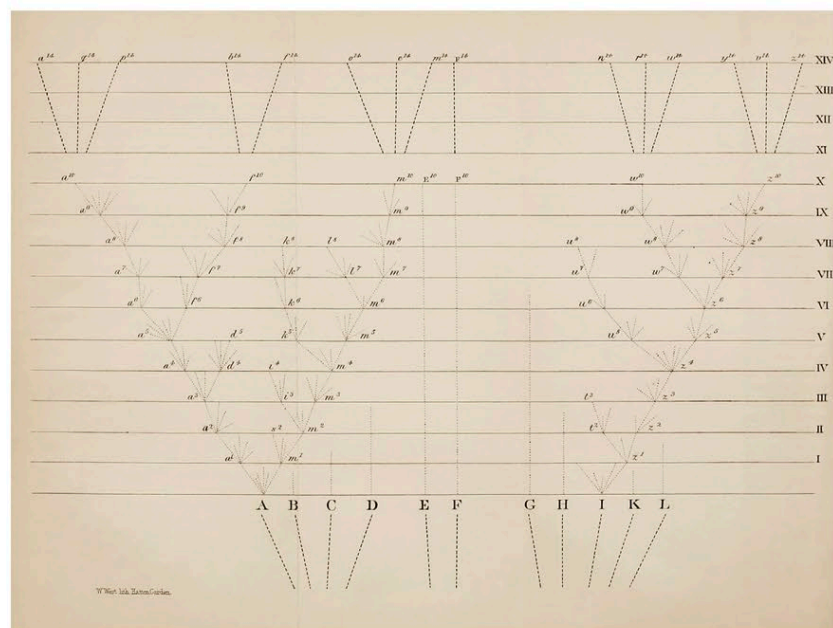 a¹⁴ q¹⁴ p¹⁴ b¹⁴ f¹⁴ o¹⁴ e¹⁴ m¹⁴ F¹⁴ n¹⁴ r¹⁴ w¹⁴ y¹⁴ v¹⁴ z¹⁴ XIV
XIII
XII
XI
a¹⁰ f¹⁰ m¹⁰ E¹⁰ F¹⁰ w¹⁰ z¹⁰ X
a⁹ f⁹ m⁹ w⁹ z⁹ IX
a⁸ f⁸ k⁸ l⁸ m⁸ u⁸ w⁸ z⁸ VIII
a⁷ f⁷ k⁷ l⁷ m⁷ u⁷ w⁷ z⁷ VII
a⁶ f⁶ k⁶ m⁶ u⁶ z⁶ VI
a⁵ d⁵ k⁵ m⁵ u⁵ z⁵ V
a⁴ d⁴ i⁴ m⁴ z⁴ IV
a³ i³ m³ t³ z³ III
a² s² m² t² z² II
a¹ m¹ z¹ I
A B C D E F G H I K L
W. West lith. Hatton Garden.